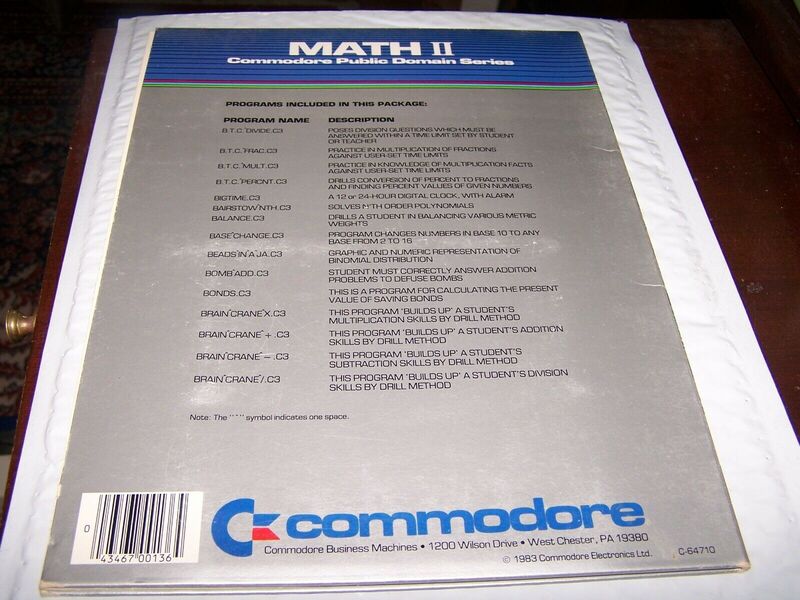 MATH II
Commodore Public Domain Series
PROGRAMS INCLUDED IN THIS PACKAGE:
PROGRAM NAME DESCRIPTION
B.T.C.^DIVIDE.C3 POSES DIVISION QUESTIONS WHICH MUST BE
ANSWERED WITHIN A TIME LIMIT SET BY STUDENT
OR TEACHER
B.T.C.^FRAC.C3 PRACTICE IN MULTIPLICATION OF FRACTIONS
AGAINST USER-SET TIME LIMITS
B.T.C.^MULT.C3 PRACTICE IN KNOWLEDGE OF MULTIPLICATION FACTS
AGAINST USER-SET TIME LIMITS
B.T.C.^PERCNT.C3 DRILLS CONVERSION OF PERCENT TO FRACTIONS
AND FINDING PERCENT VALUES OF GIVEN NUMBERS
BIGTIME.C3 A 12 or 24-HOUR DIGITAL CLOCK, WITH ALARM
BAIRSTOW^NTH.C3 SOLVES N^TH ORDER POLYNOMIALS
BALANCE.C3 DRILLS A STUDENT IN BALANCING VARIOUS METRIC
WEIGHTS
BASE^CHANGE.C3 PROGRAM CHANGES NUMBERS IN BASE 10 TO ANY
BASE FROM 2 TO 16
BEADS^IN^A^JA.C3 GRAPHIC AND NUMERIC REPRESENTATION OF
BINOMIAL DISTRIBUTION
BOMB^ADD.C3 STUDENT MUST CORRECTLY ANSWER ADDITION
PROBLEMS TO DEFUSE BOMBS
BONDS.C3 THIS IS A PROGRAM FOR CALCULATING THE PRESENT
VALUE OF SAVING BONDS
BRAIN^CRANE^X.C3 THIS PROGRAM 'BUILDS UP' A STUDENT'S
MULTIPLICATION SKILLS BY DRILL METHOD
BRAIN^CRANE^+.C3 THIS PROGRAM 'BUILDS UP' A STUDENT'S ADDITION
SKILLS BY DRILL METHOD
BRAIN^CRANE^–.C3 THIS PROGRAM 'BUILDS UP' A STUDENT'S
SUBTRACTION SKILLS BY DRILL METHOD
BRAIN^CRANE^/.C3 THIS PROGRAM 'BUILDS UP' A STUDENT'S DIVISION
SKILLS BY DRILL METHOD
Note: The "^" symbol indicates one space.
commodore
Commodore Business Machines • 1200 Wilson Drive • West Chester, PA 19380
© 1983 Commodore Electronics Ltd. C-64710
0 43467 00136